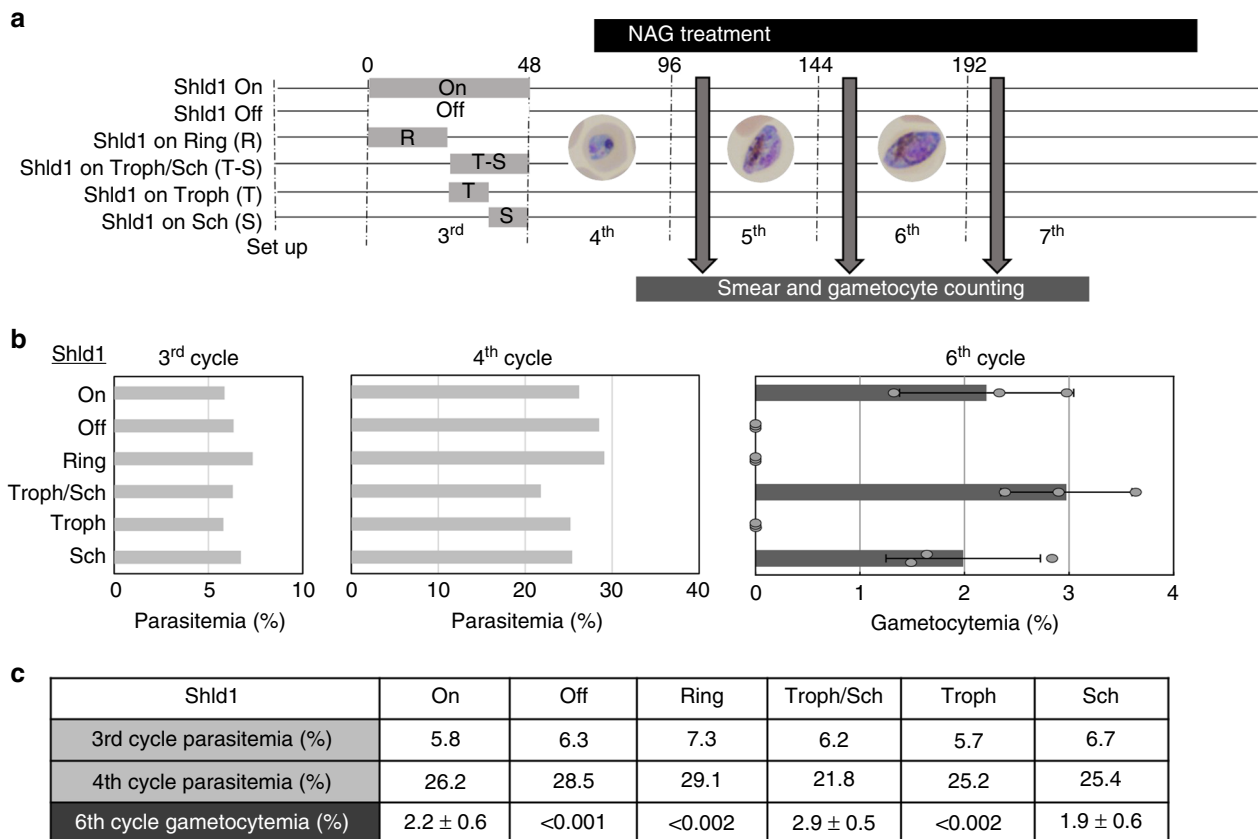 a
NAG treatment
0 48 96 144 192
Shld1 On On
Shld1 Off Off
Shld1 on Ring (R) R
Shld1 on Troph/Sch (T-S) T-S
Shld1 on Troph (T) T
Shld1 on Sch (S) S
Set up 3rd 4th 5th 6th 7th
Smear and gametocyte counting
b
Shld1 3rd cycle 4th cycle 6th cycle
On
Off
Ring
Troph/Sch
Troph
Sch
0 5 10 0 10 20 30 40 0 1 2 3 4
Parasitemia (%) Parasitemia (%) Gametocytemia (%)
c
Shld1 On Off Ring Troph/Sch Troph Sch
3rd cycle parasitemia (%) 5.8 6.3 7.3 6.2 5.7 6.7
4th cycle parasitemia (%) 26.2 28.5 29.1 21.8 25.2 25.4
6th cycle gametocytemia (%) 2.2 ± 0.6 <0.001 <0.002 2.9 ± 0.5 <0.002 1.9 ± 0.6